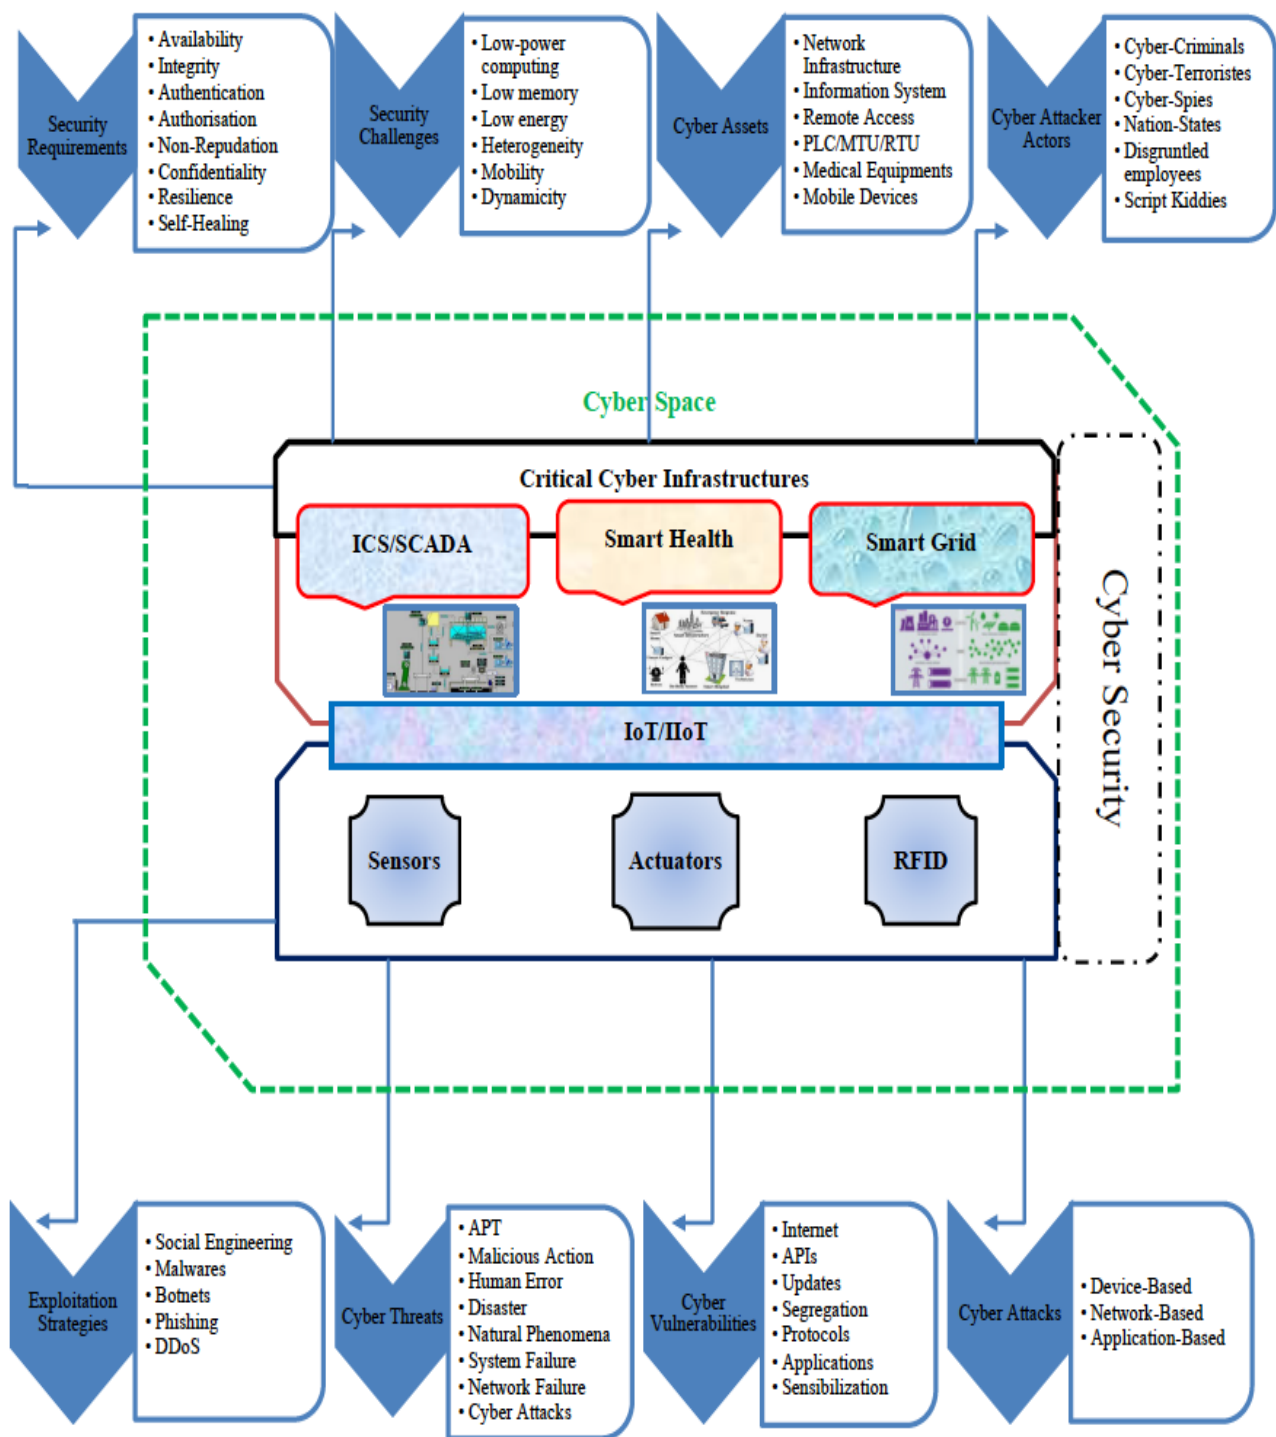 Security
Requirements
• Availability
• Integrity
• Authentication
• Authorisation
• Non-Repudation
• Confidentiality
• Resilience
• Self-Healing
Security
Challenges
• Low-power
computing
• Low memory
• Low energy
• Heterogeneity
• Mobility
• Dynamicity
Cyber Assets
• Network
Infrastructure
• Information System
• Remote Access
• PLC/MTU/RTU
• Medical Equipments
• Mobile Devices
Cyber Attacker
Actors
• Cyber-Criminals
• Cyber-Terroristes
• Cyber-Spies
• Nation-States
• Disgruntled
employees
• Script Kiddies
Cyber Space
Critical Cyber Infrastructures
ICS/SCADA
Smart Health
Smart Grid
IoT/IIoT
Sensors
Actuators
RFID
Cyber Security
Exploitation
Strategies
• Social Engineering
• Malwares
• Botnets
• Phishing
• DDoS
Cyber Threats
• APT
• Malicious Action
• Human Error
• Disaster
• Natural Phenomena
• System Failure
• Network Failure
• Cyber Attacks
Cyber
Vulnerabilities
• Internet
• APIs
• Updates
• Segregation
• Protocols
• Applications
• Sensibilization
Cyber Attacks
• Device-Based
• Network-Based
• Application-Based